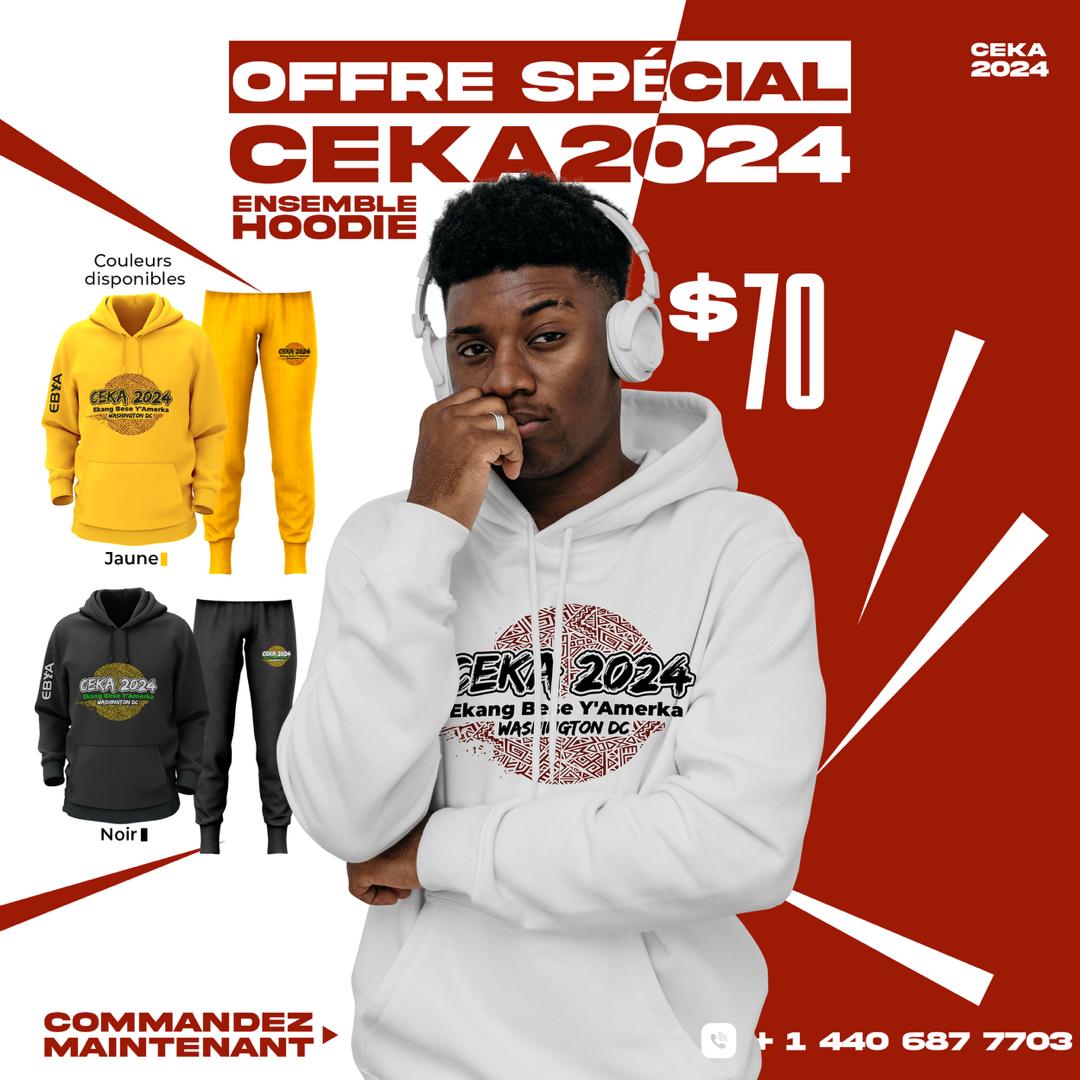 CEKA
2024
OFFRE SPÉCIAL
CEKA2024
ENSEMBLE
HOODIE
Couleurs
disponibles
$70
EBYA
CEKA 2024
Ekang Bese Y'Amerka
WASHINGTON DC
CEKA 2024
Jaune
EBYA
CEKA 2024
Ekang Bese Y'Amerka
WASHINGTON DC
CEKA 2024
Noir
CEKA 2024
Ekang Bese Y'Amerka
WASHINGTON DC
COMMANDEZ
MAINTENANT
+ 1 440 687 7703